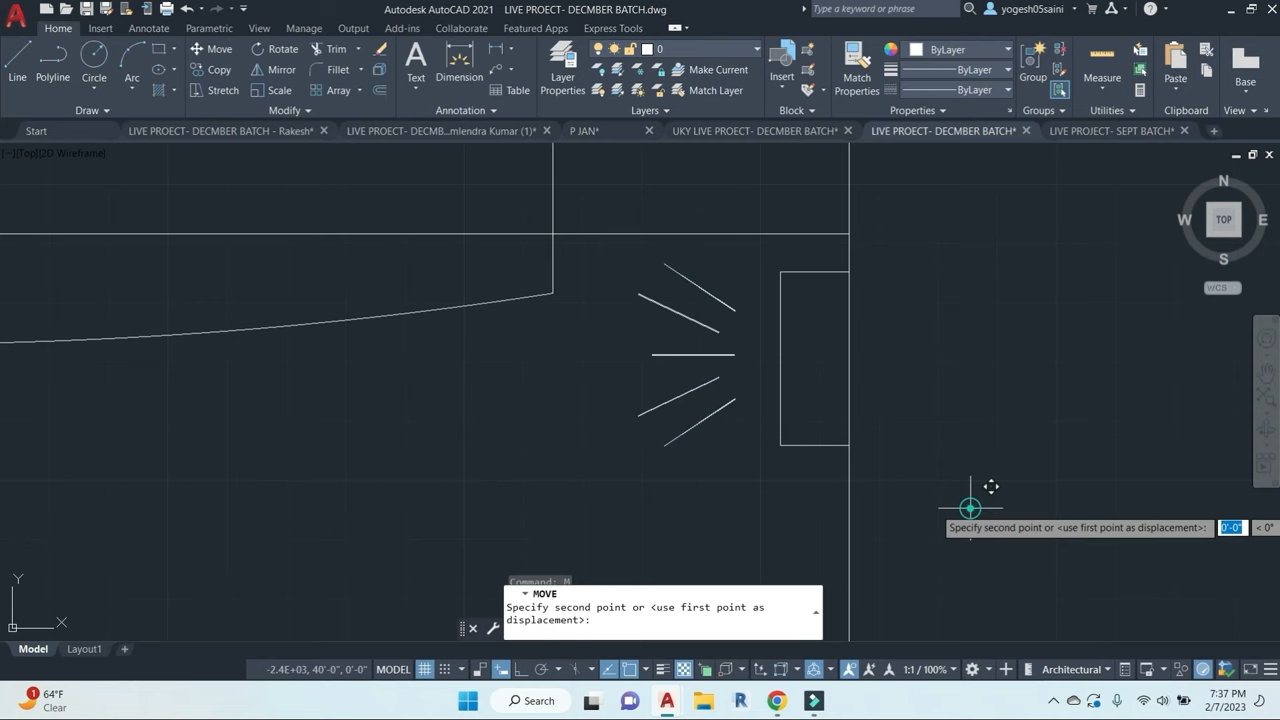 Autodesk AutoCAD 2021 LIVE PROECT- DECMBER BATCH.dwg
Type a keyword or phrase
yogesh05saini
Home Insert Annotate Parametric View Manage Output Add-ins Collaborate Featured Apps Express Tools
Line
Polyline
Circle
Arc
Move
Rotate
Trim
Copy
Mirror
Fillet
Stretch
Scale
Array
Text
Dimension
Table
Layer
Properties
0
Make Current
Match Layer
Insert
Match
Properties
ByLayer
ByLayer
ByLayer
Group
Measure
Paste
Base
Draw
Modify
Annotation
Layers
Block
Properties
Groups
Utilities
Clipboard
View
Start
LIVE PROECT- DECMBER BATCH - Rakesh*
LIVE PROECT- DECMB...mlendra Kumar (1)*
P JAN*
UKY LIVE PROECT- DECMBER BATCH*
LIVE PROECT- DECMBER BATCH*
LIVE PROJECT- SEPT BATCH*
[−][Top][2D Wireframe]
N
W
TOP
E
S
WCS
Specify second point or <use first point as displacement>:
0'-0"
< 0°
Command: M
MOVE
Specify second point or <use first point as
displacement>:
Y
X
Model
Layout1
-2.4E+03, 40'-0", 0'-0"
MODEL
1:1 / 100%
Architectural
1
64°F
Clear
Search
7:37 PM
2/7/2023